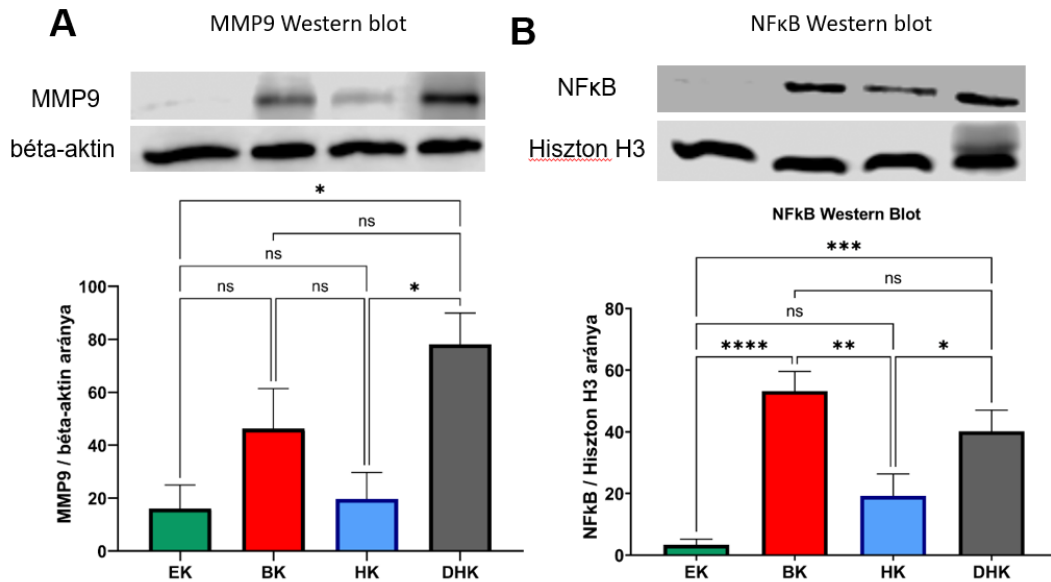 A
MMP9 Western blot
MMP9
béta-aktin
*
ns
ns
ns
ns
*
MMP9 / béta-aktin aránya
100
80
60
40
20
0
EK BK HK DHK
B
NFκB Western blot
NFκB
Hiszton H3
NFkB Western Blot
***
ns
ns
****
**
*
NFkB / Hiszton H3 aránya
80
60
40
20
0
EK BK HK DHK